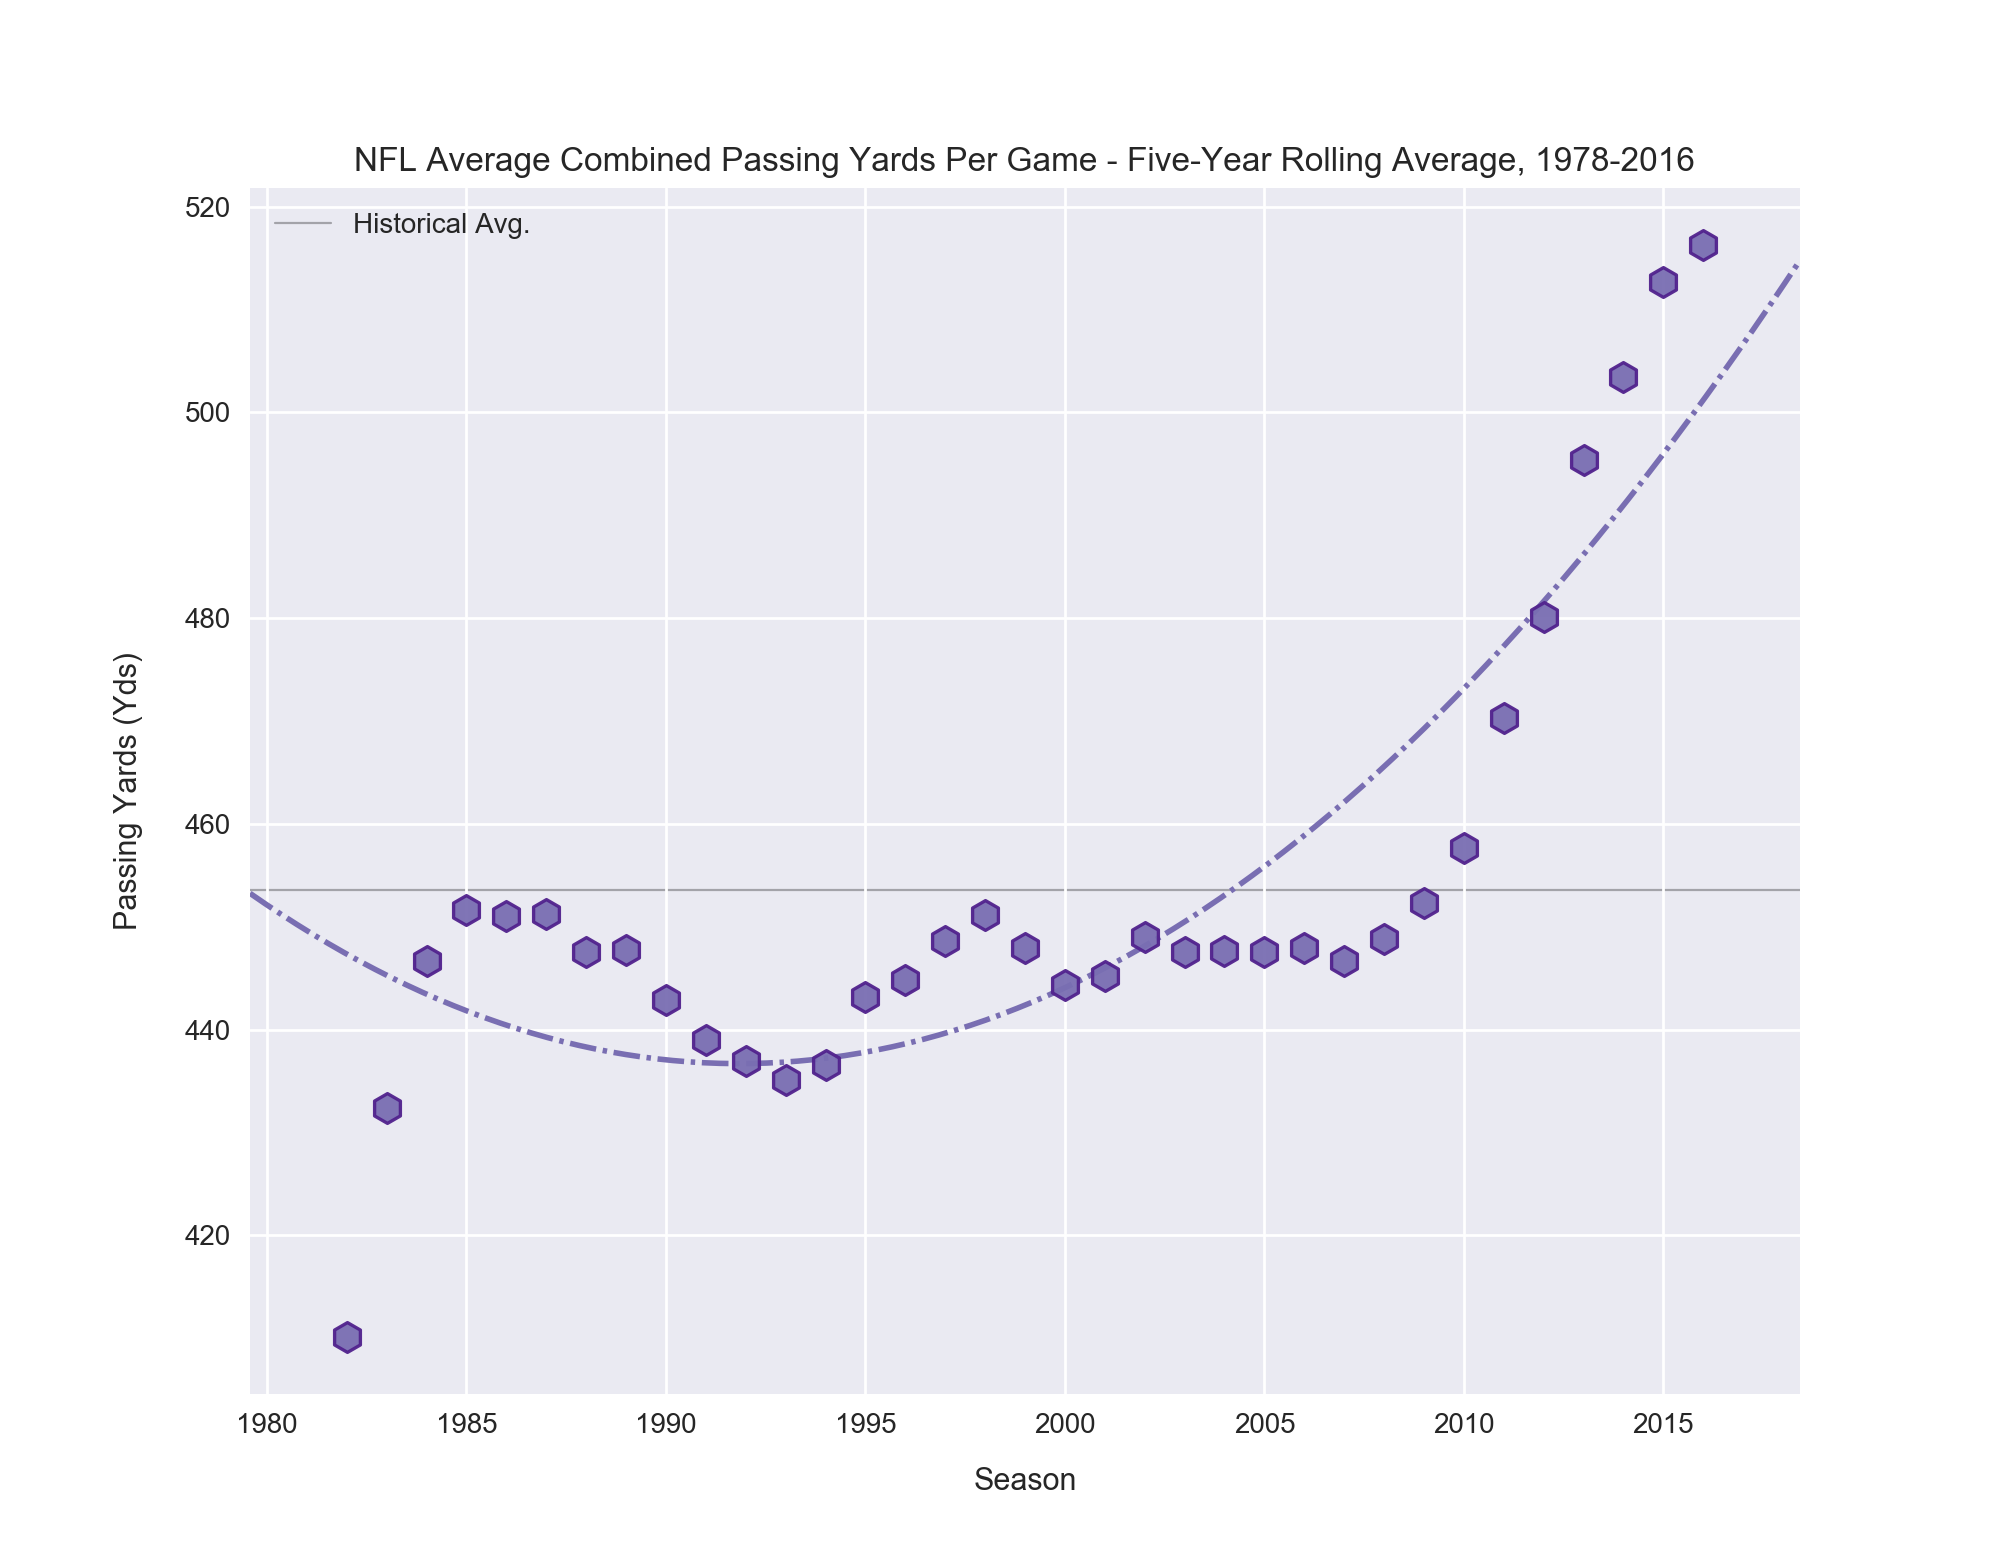 NFL Average Combined Passing Yards Per Game - Five-Year Rolling Average, 1978-2016
Historical Avg.
520
500
480
460
440
420
Passing Yards (Yds)
1980 1985 1990 1995 2000 2005 2010 2015
Season